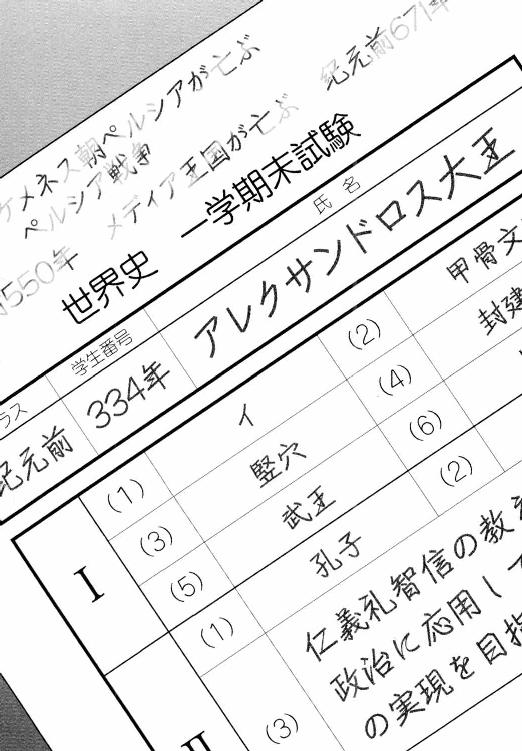 ケメネス朝ペルシアが亡ぶ
紀元前671年
ペルシア戦争
550年
メディア王国が亡ぶ
世界史 一学期末試験
ラス
学生番号
氏名
紀元前
334年
アレクサンドロス大王
I
(1) イ
(2) 甲骨文
(3) 竪穴
(4) 封建
(5) 武王
(6)
II
(1) 孔子
(2)
(3) 仁義礼智信の教え
政治に応用して
の実現を目指